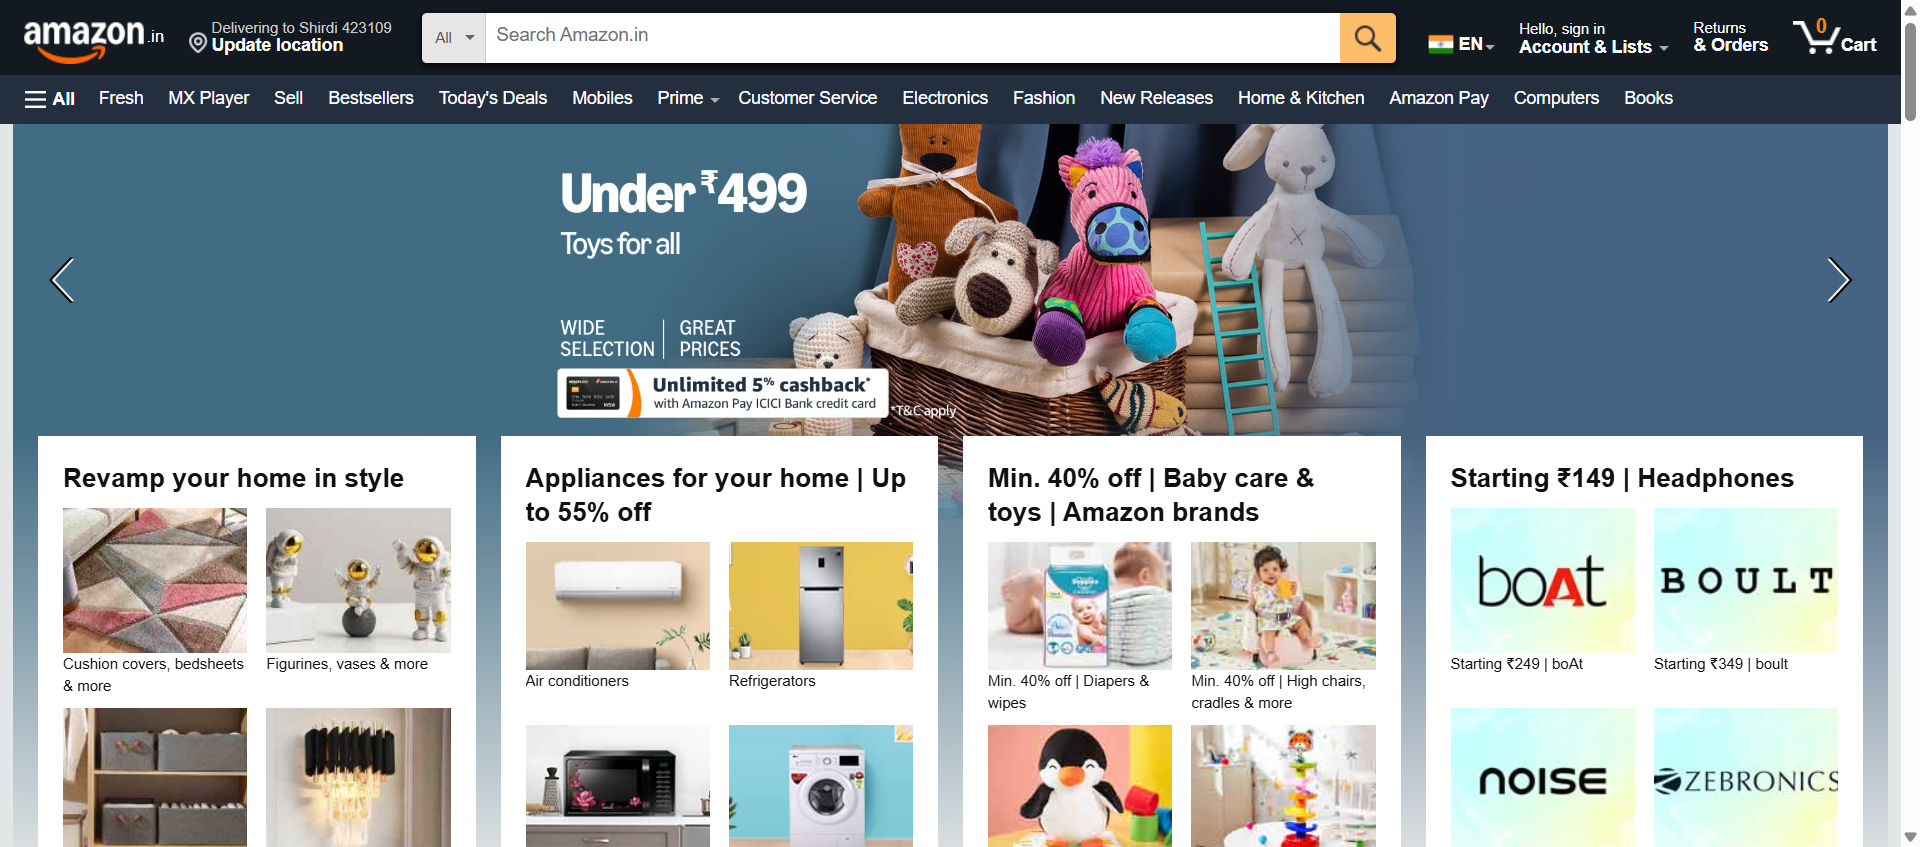 amazon.in
Delivering to Shirdi 423109
Update location
All
Search Amazon.in
EN
Hello, sign in
Account & Lists
Returns
& Orders
0
Cart
All
Fresh
MX Player
Sell
Bestsellers
Today's Deals
Mobiles
Prime
Customer Service
Electronics
Fashion
New Releases
Home & Kitchen
Amazon Pay
Computers
Books
Under ₹499
Toys for all
WIDE
SELECTION
GREAT
PRICES
Unlimited 5% cashback*
with Amazon Pay ICICI Bank credit card
*T&C apply
Revamp your home in style
Cushion covers, bedsheets
& more
Figurines, vases & more
Appliances for your home | Up
to 55% off
Air conditioners
Refrigerators
Min. 40% off | Baby care &
toys | Amazon brands
Min. 40% off | Diapers &
wipes
Min. 40% off | High chairs,
cradles & more
Starting ₹149 | Headphones
boAt
Starting ₹249 | boAt
BOULT
Starting ₹349 | boult
noise
ZEBRONICS